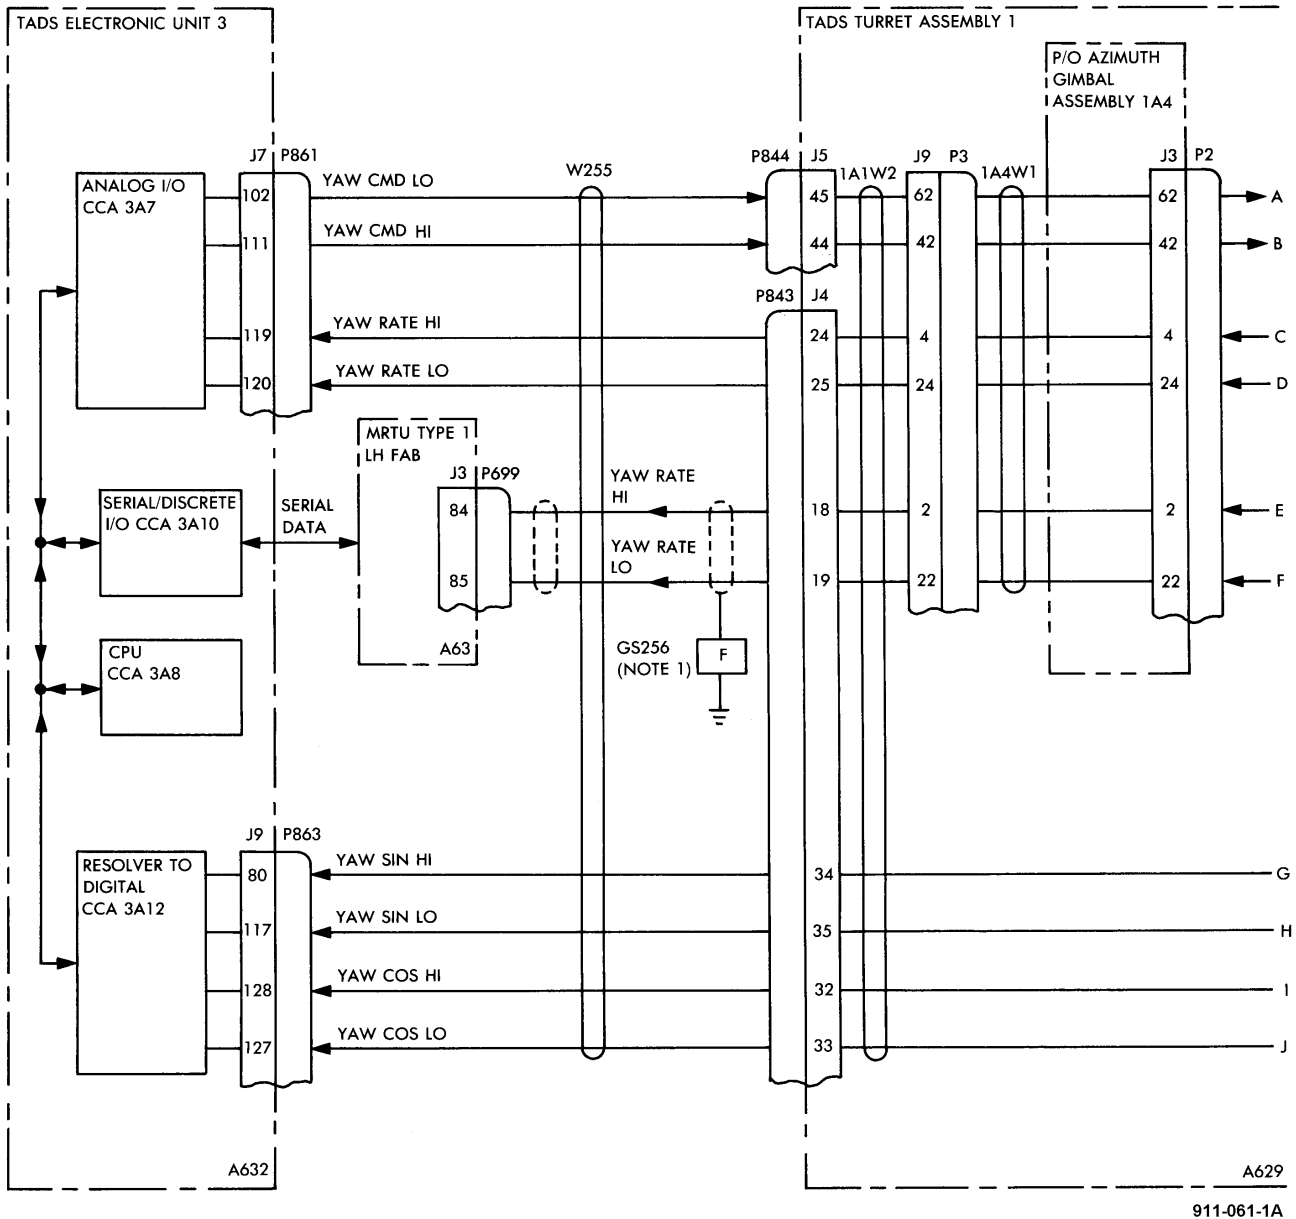 TADS ELECTRONIC UNIT 3
TADS TURRET ASSEMBLY 1
P/O AZIMUTH
GIMBAL
ASSEMBLY 1A4
J7 P861
P844 J5
J9 P3
J3 P2
W255
1A1W2
1A4W1
ANALOG I/O
CCA 3A7
102
YAW CMD LO
45
62
62
A
111
YAW CMD HI
44
42
42
B
P843 J4
119
YAW RATE HI
24
4
4
C
120
YAW RATE LO
25
24
24
D
MRTU TYPE 1
LH FAB
J3 P699
SERIAL/DISCRETE
I/O CCA 3A10
SERIAL
DATA
84
YAW RATE
HI
18
2
2
E
85
YAW RATE
LO
19
22
22
F
A63
GS256
(NOTE 1)
F
CPU
CCA 3A8
J9 P863
RESOLVER TO
DIGITAL
CCA 3A12
80
YAW SIN HI
34
G
117
YAW SIN LO
35
H
128
YAW COS HI
32
I
127
YAW COS LO
33
J
A632
A629
911-061-1A